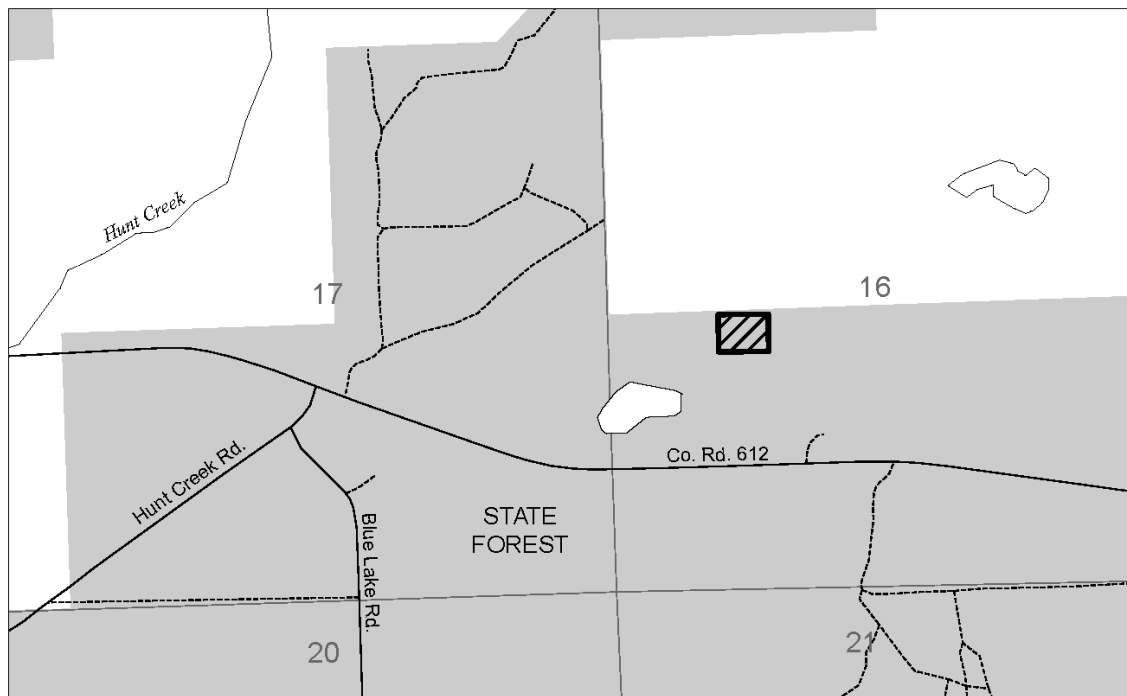 Hunt Creek
17
16
Co. Rd. 612
Hunt Creek Rd.
STATE
FOREST
Blue Lake Rd.
20
21